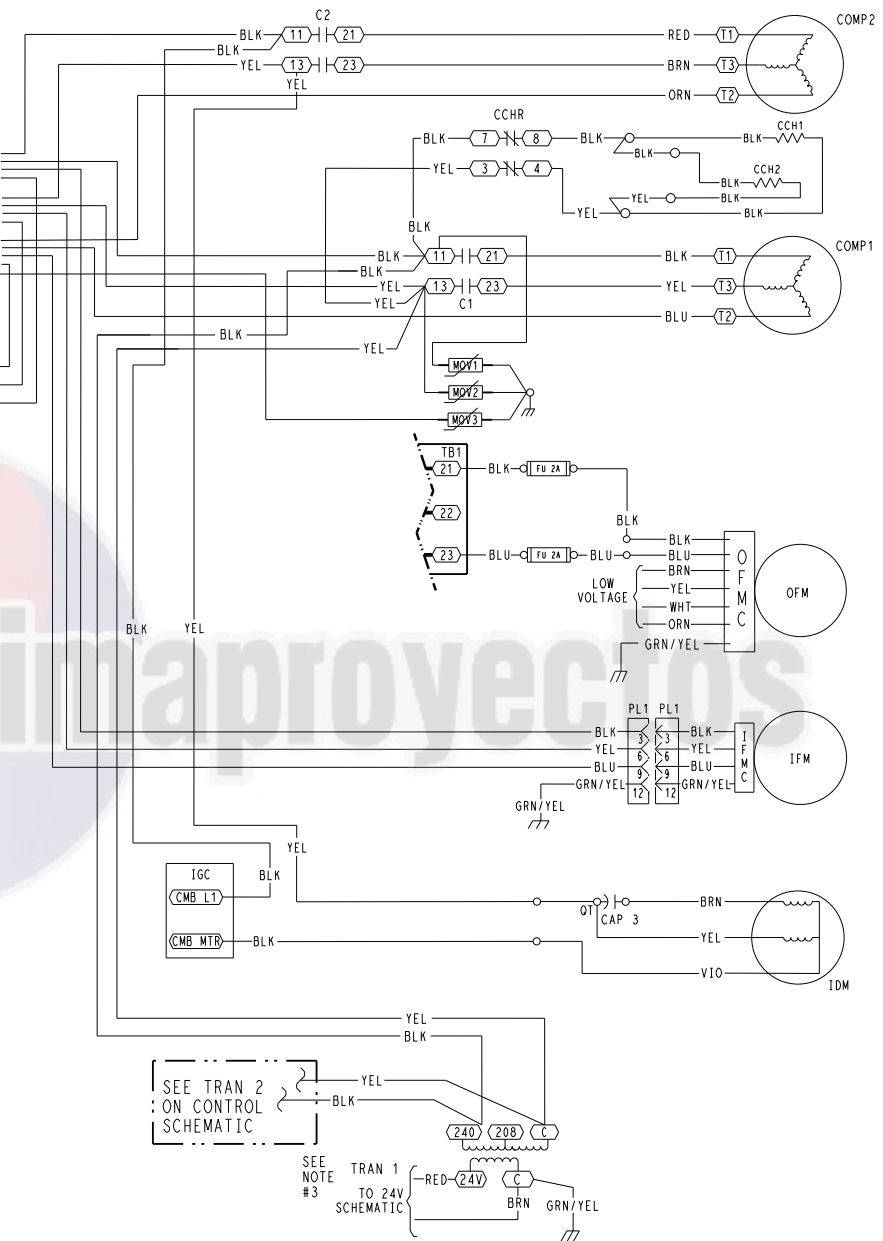 C2
COMP2
BLK 11 21 RED T1
BLK
YEL 13 23 BRN T3
YEL
ORN T2
CCHR
CCH1
BLK 7 8 BLK BLK
BLK
CCH2
YEL 3 4 BLK
YEL BLK
YEL BLK
BLK
COMP1
BLK 11 21 BLK T1
BLK
YEL 13 23 YEL T3
YEL C1
BLU T2
BLK
YEL
MOV1
MOV2
MOV3
TB1
21 BLK FU 2A
22
BLK
BLK
23 BLU FU 2A BLU BLU
BRN
LOW VOLTAGE
YEL
WHT
ORN
GRN/YEL
OFMC
OFM
BLK YEL
imaproyectos
PL1 PL1
BLK 3 3 BLK
YEL 6 6 YEL
BLU 9 9 BLU
GRN/YEL 12 12 GRN/YEL
IFMC
IFM
GRN/YEL
YEL
IGC BLK
CMB L1
QT CAP 3 BRN
CMB MTR BLK YEL
VIO
IDM
YEL
BLK
SEE TRAN 2
ON CONTROL
SCHEMATIC
YEL
BLK
240 208 C
SEE
NOTE
#3
TRAN 1
RED 24V C
TO 24V
SCHEMATIC
BRN GRN/YEL